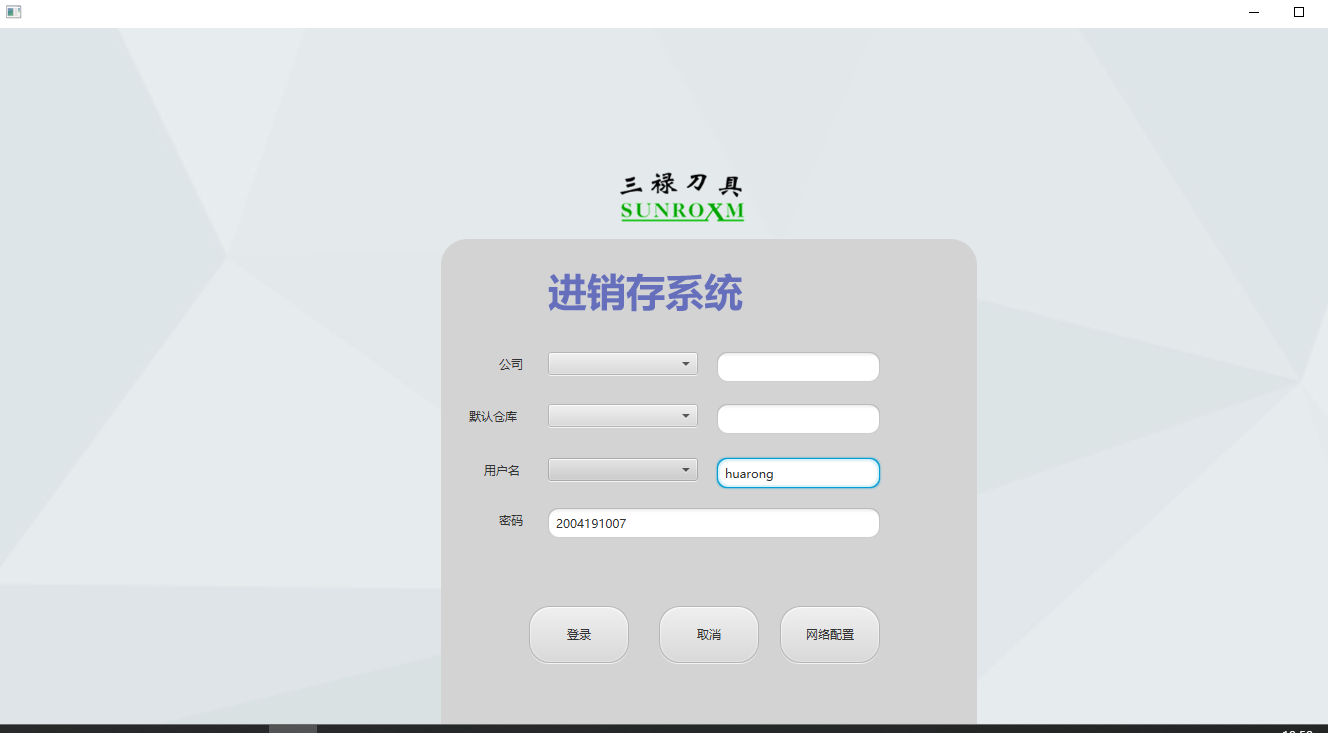 三禄刀具
SUNROXM
进销存系统
公司
默认仓库
用户名 huarong
密码 2004191007
登录 取消 网络配置